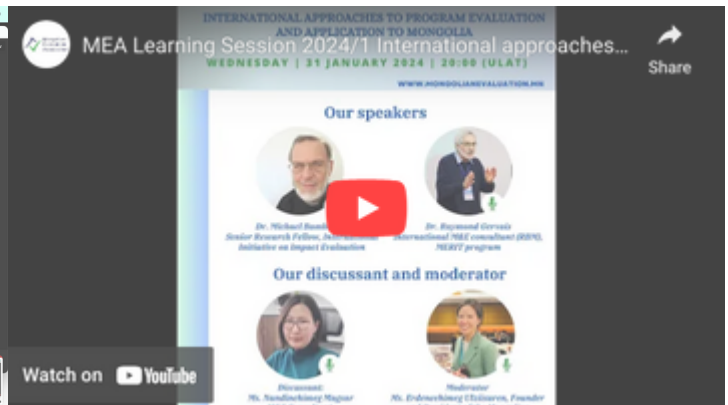 INTERNATIONAL APPROACHES TO PROGRAM EVALUATION
AND APPLICATION TO MONGOLIA
MEA Learning Session 2024/1 International approaches...
Share
WEDNESDAY | 31 JANUARY 2024 | 20:00 (ULAT)
WWW.MONGOLIANEVALUATION.MN
Our speakers
Dr. Michael
Senior Research Fellow, International
Initiative on Impact Evaluation
Dr. Raymond Gervais
International M&E consultant (RBM),
MERIT program
Our discussant and moderator
Watch on YouTube
Discussant:
Ms. Nandinchimeg Magsar
Moderator
Ms. Erdenechimeg Ulziisuren, Founder